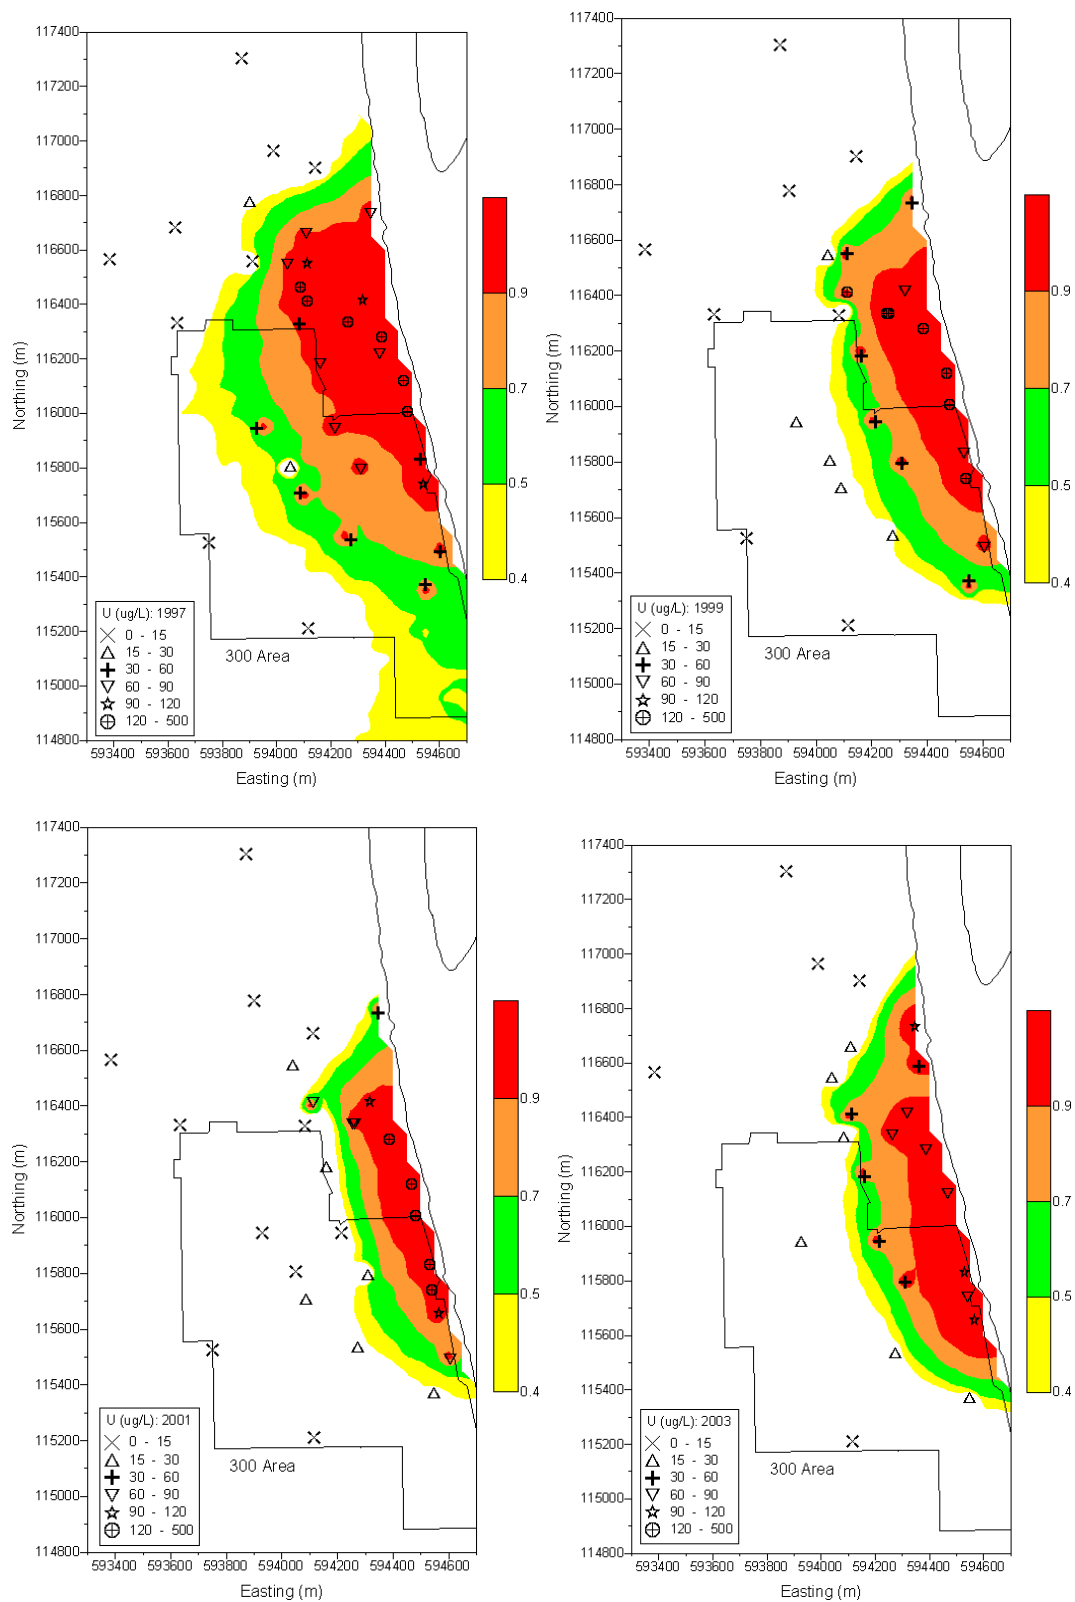 117400
117200
117000
116800
116600
116400
116200
116000
115800
115600
115400
115200
115000
114800
Northing (m)
593400 593600 593800 594000 594200 594400 594600
Easting (m)
0.9
0.7
0.5
0.4
U (ug/L): 1997
0 - 15
15 - 30
30 - 60
60 - 90
90 - 120
120 - 500
300 Area
117400
117200
117000
116800
116600
116400
116200
116000
115800
115600
115400
115200
115000
114800
Northing (m)
593400 593600 593800 594000 594200 594400 594600
Easting (m)
0.9
0.7
0.5
0.4
U (ug/L): 1999
0 - 15
15 - 30
30 - 60
60 - 90
90 - 120
120 - 500
300 Area
117400
117200
117000
116800
116600
116400
116200
116000
115800
115600
115400
115200
115000
114800
Northing (m)
593400 593600 593800 594000 594200 594400 594600
Easting (m)
0.9
0.7
0.5
0.4
U (ug/L): 2001
0 - 15
15 - 30
30 - 60
60 - 90
90 - 120
120 - 500
300 Area
117400
117200
117000
116800
116600
116400
116200
116000
115800
115600
115400
115200
115000
114800
Northing (m)
593400 593600 593800 594000 594200 594400 594600
Easting (m)
0.9
0.7
0.5
0.4
U (ug/L): 2003
0 - 15
15 - 30
30 - 60
60 - 90
90 - 120
120 - 500
300 Area